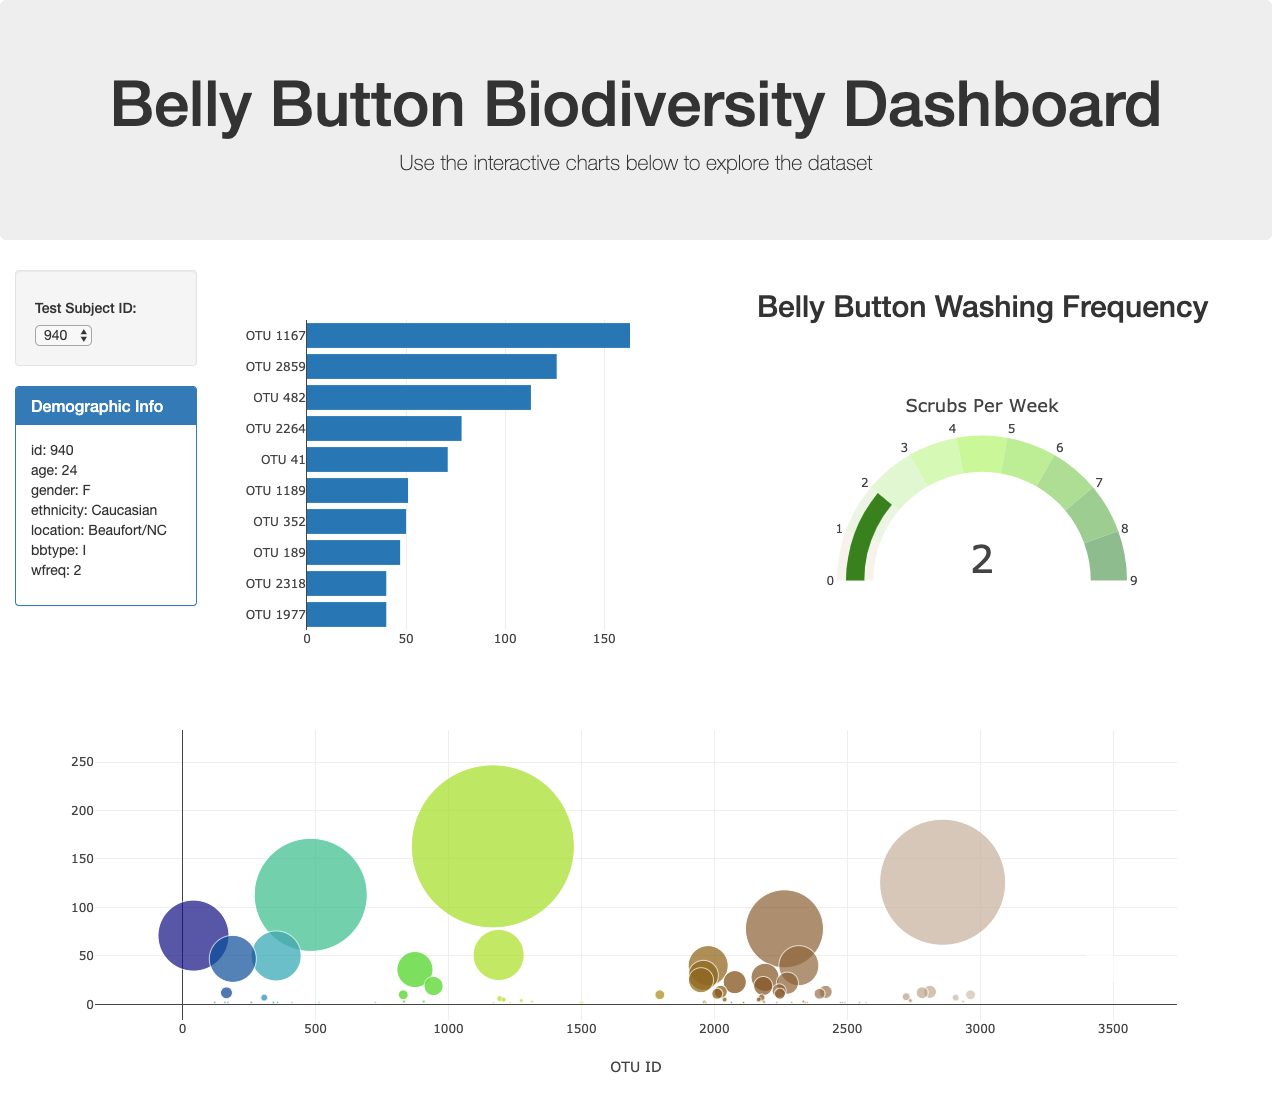 Belly Button Biodiversity Dashboard
Use the interactive charts below to explore the dataset
Test Subject ID:
940
Demographic Info
id: 940
age: 24
gender: F
ethnicity: Caucasian
location: Beaufort/NC
bbtype: I
wfreq: 2
OTU 1167
OTU 2859
OTU 482
OTU 2264
OTU 41
OTU 1189
OTU 352
OTU 189
OTU 2318
OTU 1977
0 50 100 150
Belly Button Washing Frequency
Scrubs Per Week
0
1
2
3
4
5
6
7
8
9
2
250
200
150
100
50
0
0 500 1000 1500 2000 2500 3000 3500
OTU ID